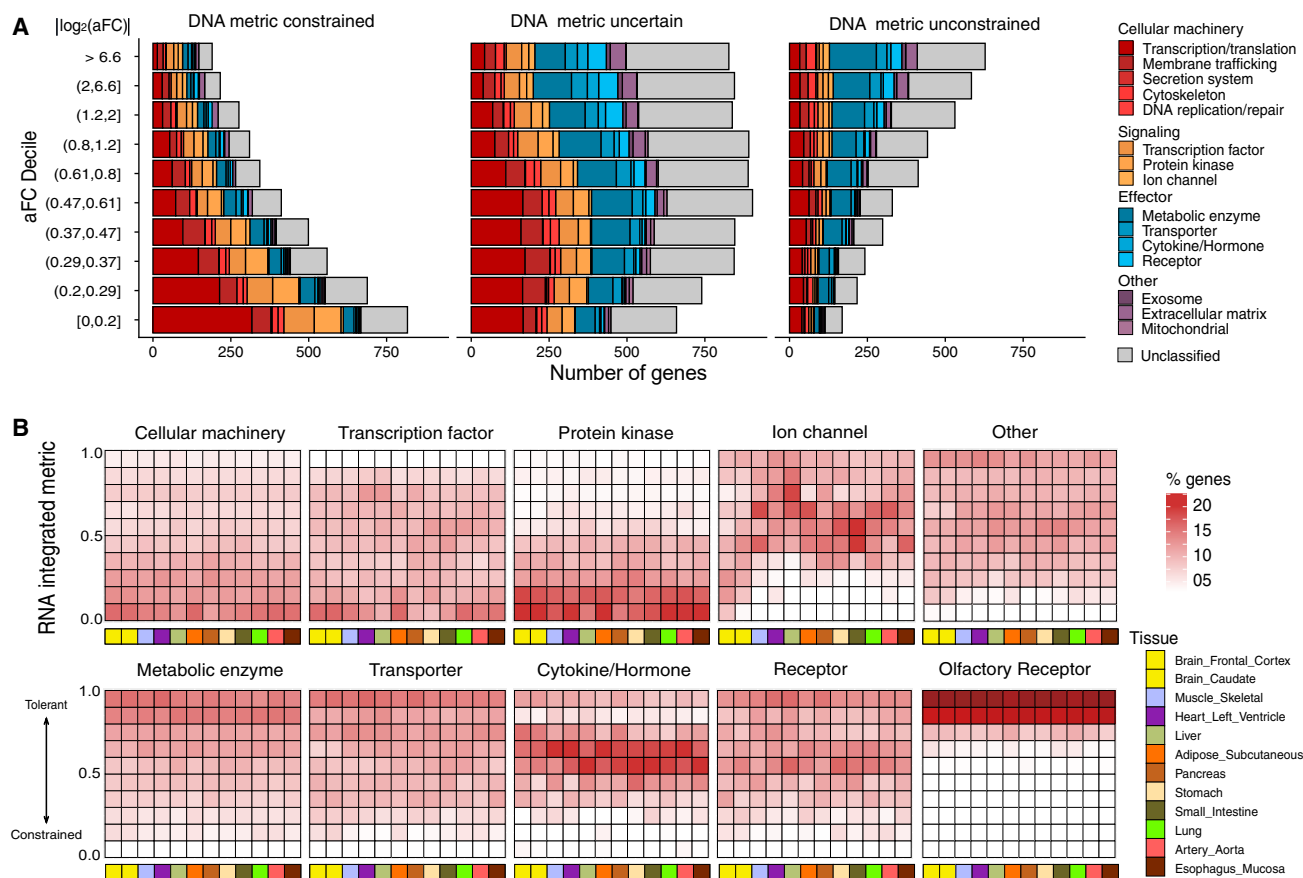 A
|log₂(aFC)|
DNA metric constrained
DNA metric uncertain
DNA metric unconstrained
aFC Decile
> 6.6
(2,6.6]
(1.2,2]
(0.8,1.2]
(0.61,0.8]
(0.47,0.61]
(0.37,0.47]
(0.29,0.37]
(0.2,0.29]
[0,0.2]
0 250 500 750
0 250 500 750
0 250 500 750
Number of genes
Cellular machinery
Transcription/translation
Membrane trafficking
Secretion system
Cytoskeleton
DNA replication/repair
Signaling
Transcription factor
Protein kinase
Ion channel
Effector
Metabolic enzyme
Transporter
Cytokine/Hormone
Receptor
Other
Exosome
Extracellular matrix
Mitochondrial
Unclassified
B
RNA integrated metric
Cellular machinery
Transcription factor
Protein kinase
Ion channel
Other
1.0
0.5
0.0
% genes
20
15
10
05
Metabolic enzyme
Transporter
Cytokine/Hormone
Receptor
Olfactory Receptor
Tolerant
Constrained
1.0
0.5
0.0
Tissue
Brain_Frontal_Cortex
Brain_Caudate
Muscle_Skeletal
Heart_Left_Ventricle
Liver
Adipose_Subcutaneous
Pancreas
Stomach
Small_Intestine
Lung
Artery_Aorta
Esophagus_Mucosa